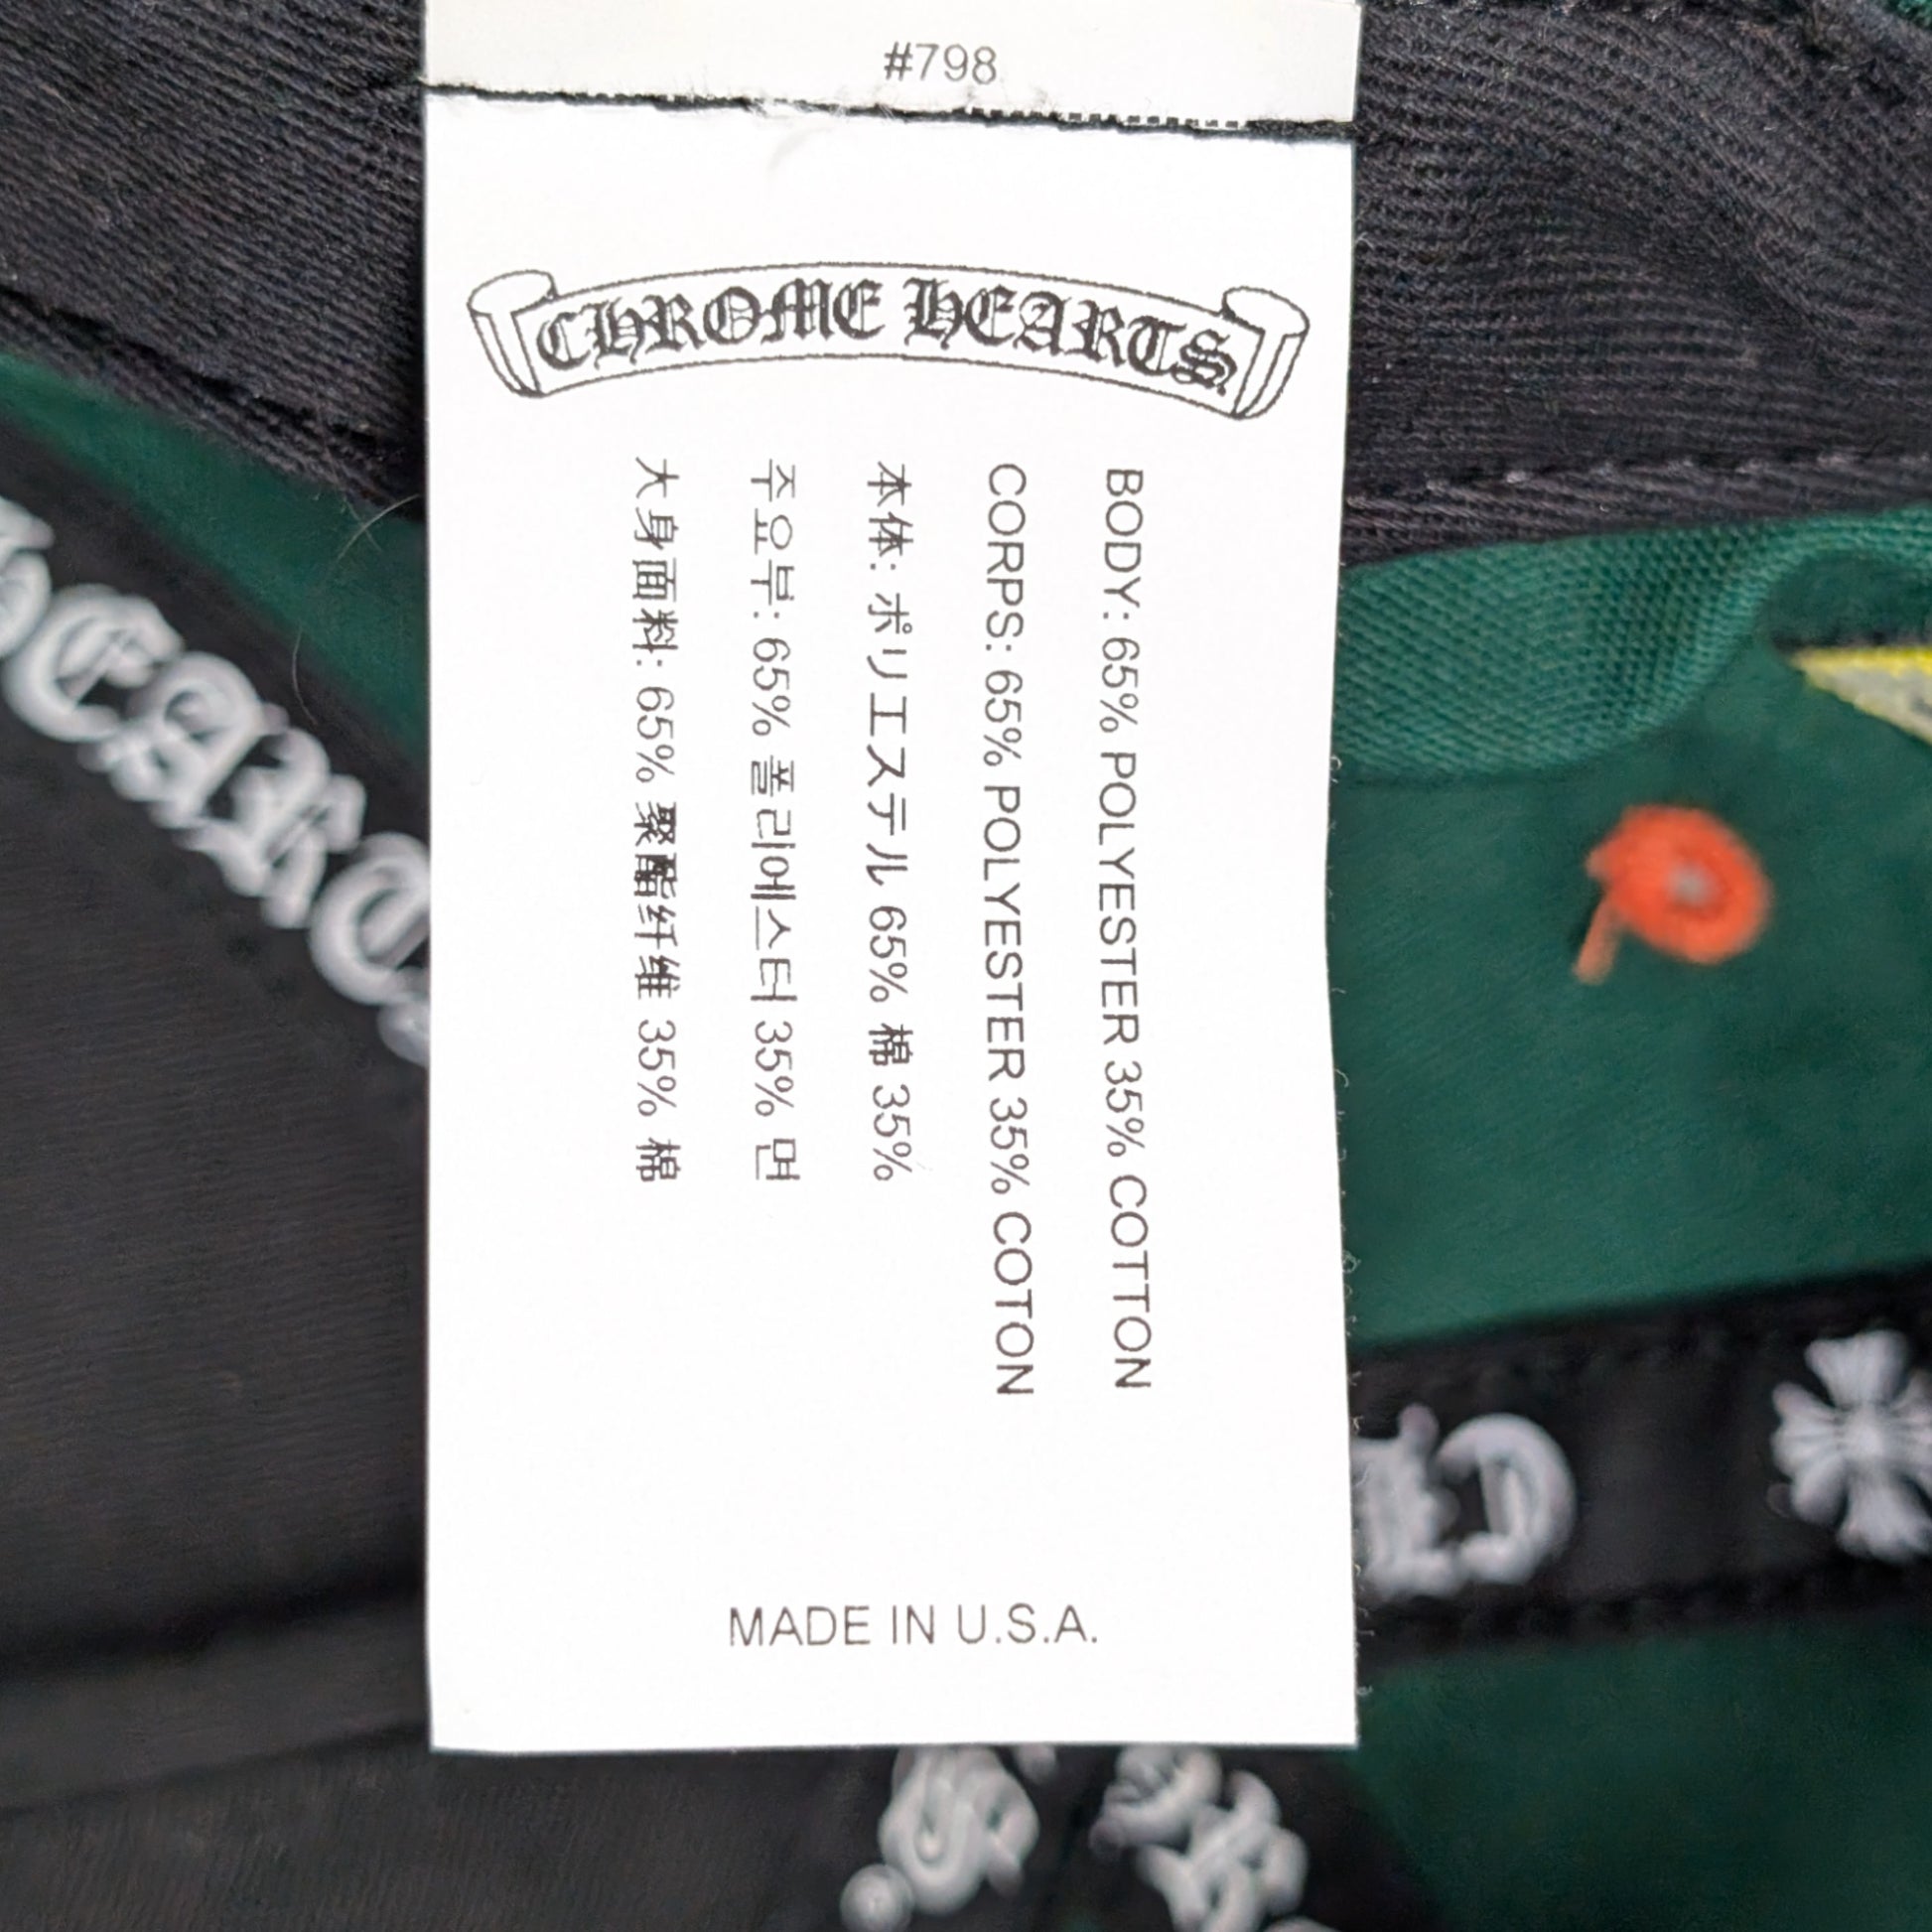 #798
CHROME HEARTS
BODY: 65% POLYESTER 35% COTTON
CORPS: 65% POLYESTER 35% COTON
本体: ポリエステル 65% 棉 35%
주요부: 65% 폴리에스터 35% 면
大身面料: 65% 聚酯纤维 35% 棉
MADE IN U.S.A.